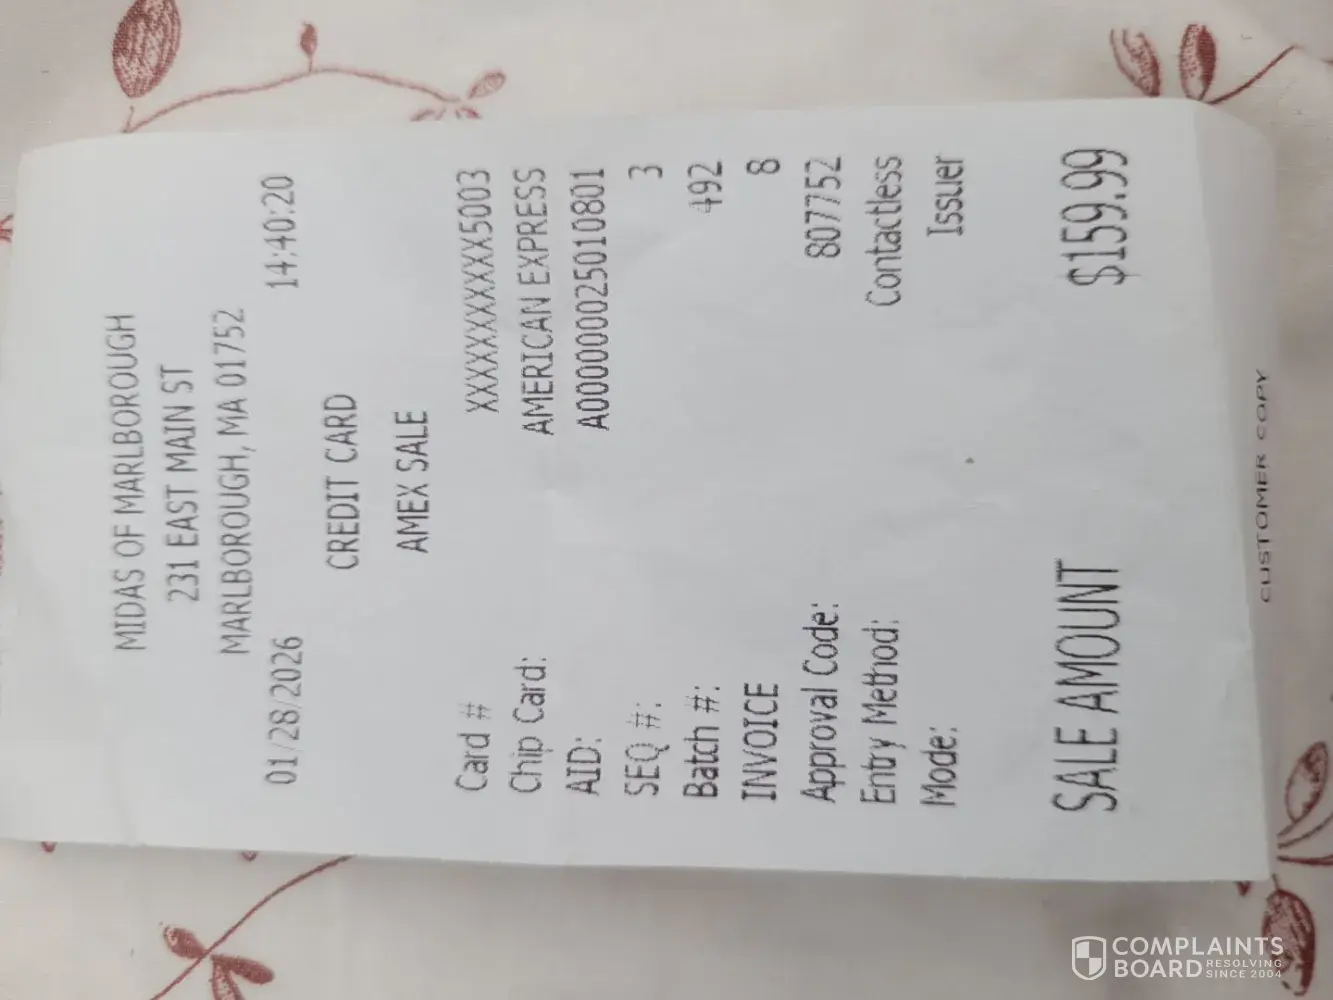 MIDAS OF MARLBOROUGH
231 EAST MAIN ST
MARLBOROUGH, MA 01752
01/28/2026 14:40:20
CREDIT CARD
AMEX SALE
Card # XXXXXXXXXXX5003
Chip Card: AMERICAN EXPRESS
AID: A000000025010801
SEQ #: 3
Batch #: 492
INVOICE 8
Approval Code: 807752
Entry Method: Contactless
Mode: Issuer
SALE AMOUNT $159.99
CUSTOMER COPY
COMPLAINTS
BOARD RESOLVING
SINCE 2004